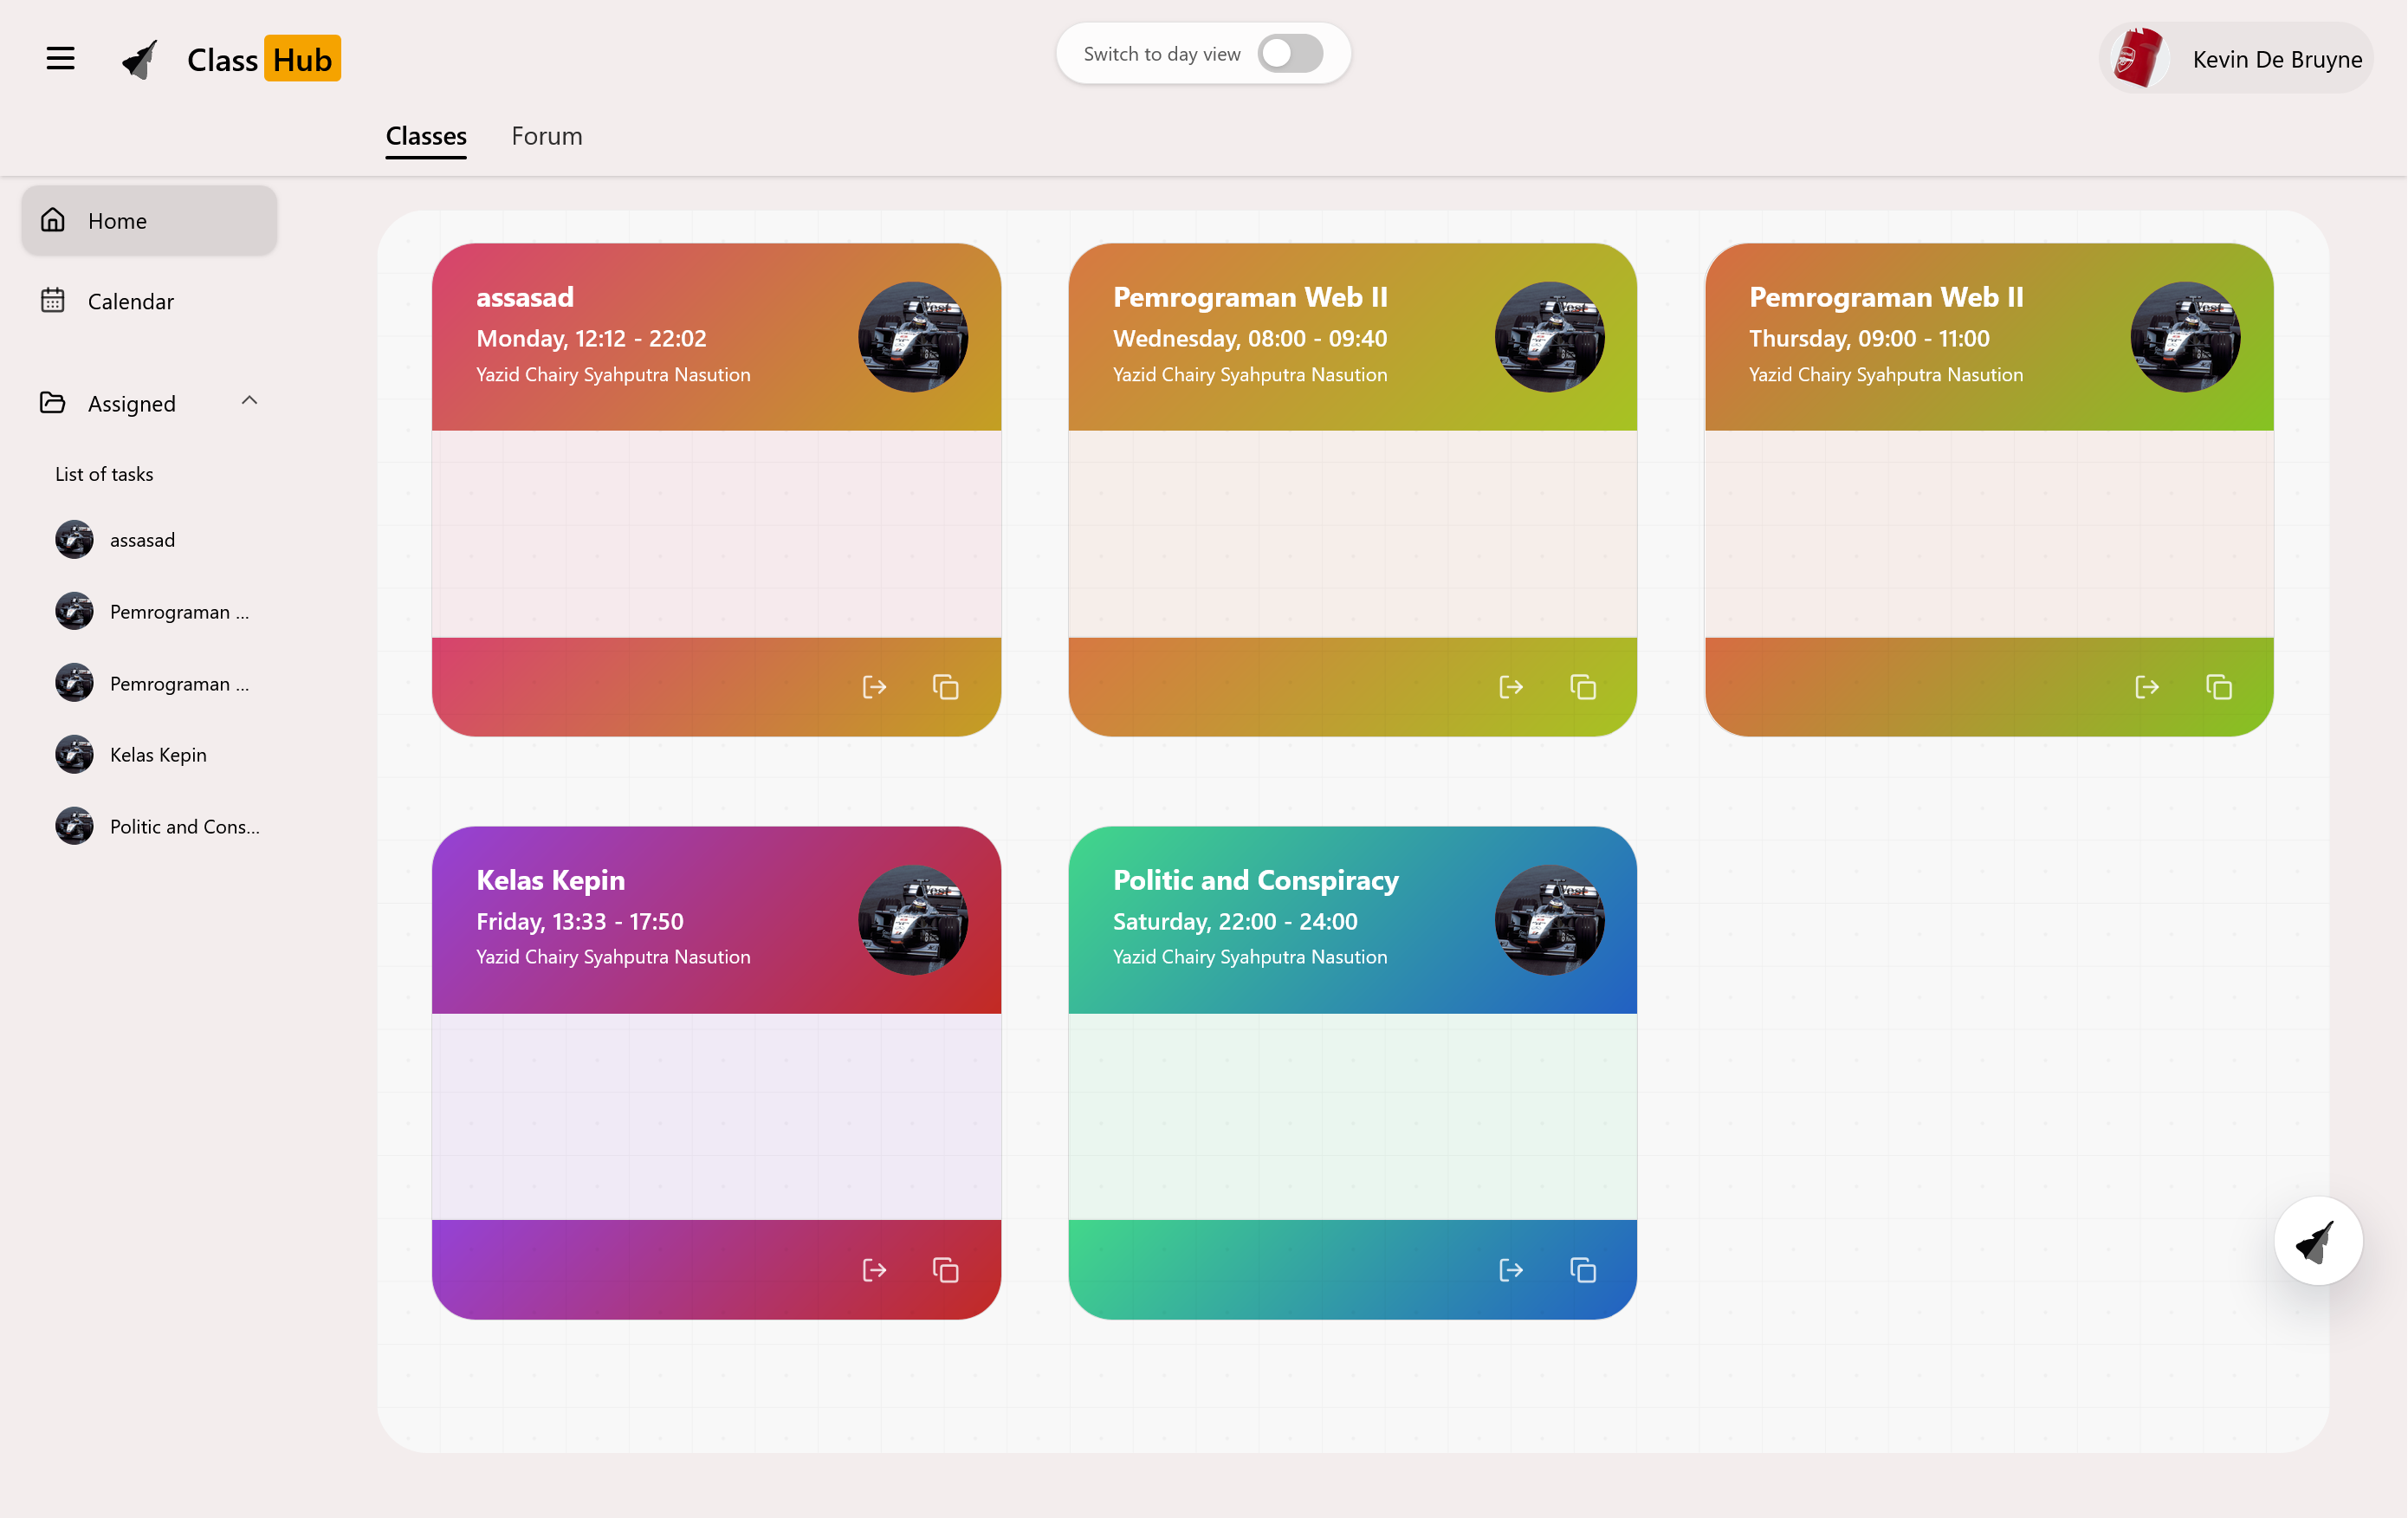 Class Hub
Switch to day view
Kevin De Bruyne
Classes
Forum
Home
Calendar
Assigned
List of tasks
assasad
Pemrograman ...
Pemrograman ...
Kelas Kepin
Politic and Cons...
assasad
Monday, 12:12 - 22:02
Yazid Chairy Syahputra Nasution
Pemrograman Web II
Wednesday, 08:00 - 09:40
Yazid Chairy Syahputra Nasution
Pemrograman Web II
Thursday, 09:00 - 11:00
Yazid Chairy Syahputra Nasution
Kelas Kepin
Friday, 13:33 - 17:50
Yazid Chairy Syahputra Nasution
Politic and Conspiracy
Saturday, 22:00 - 24:00
Yazid Chairy Syahputra Nasution